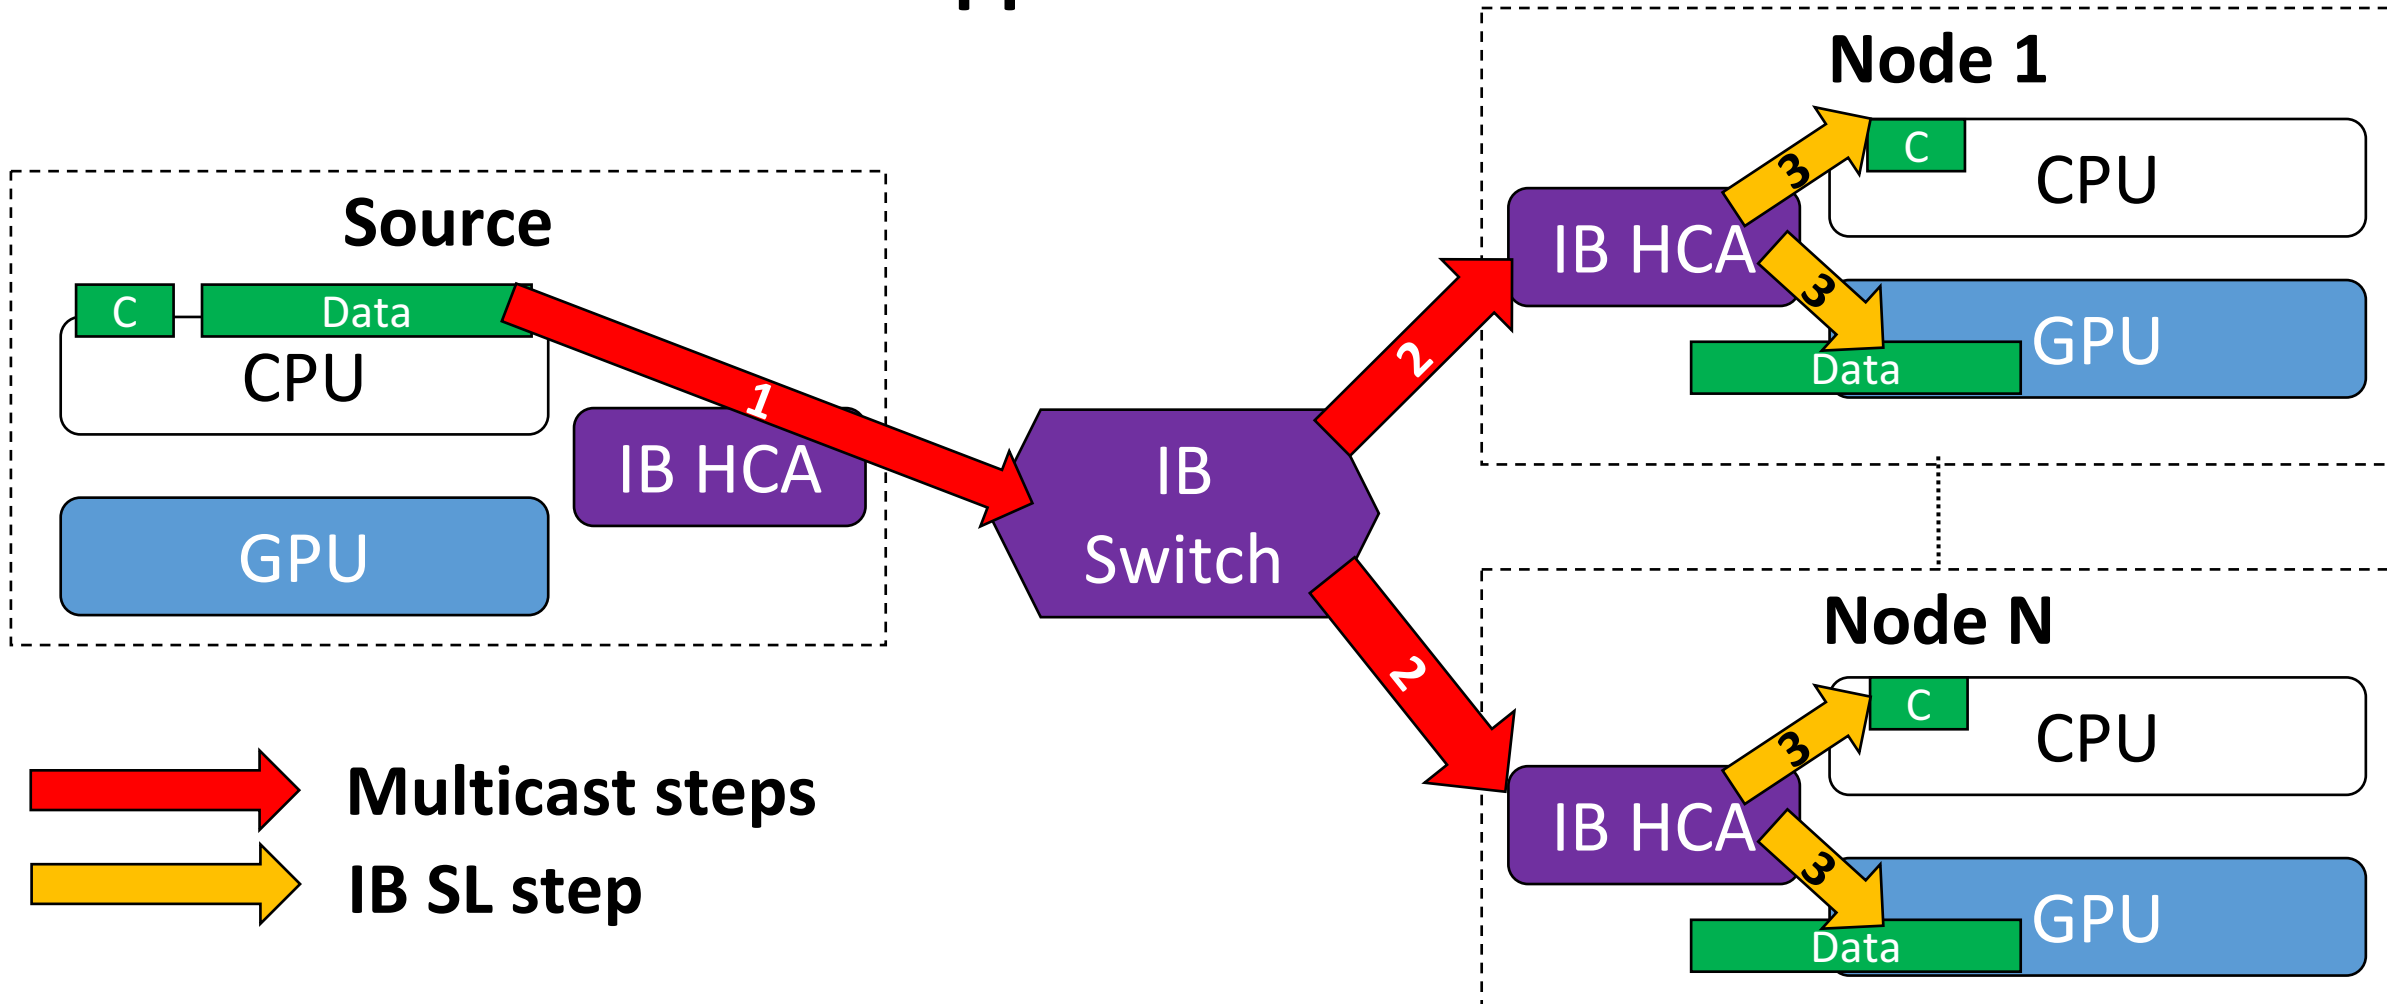 Source
C
Data
CPU
1
IB HCA
GPU
IB
Switch
2
2
Node 1
3
C
CPU
IB HCA
3
GPU
Data
Node N
3
C
CPU
IB HCA
3
GPU
Data
Multicast steps
IB SL step